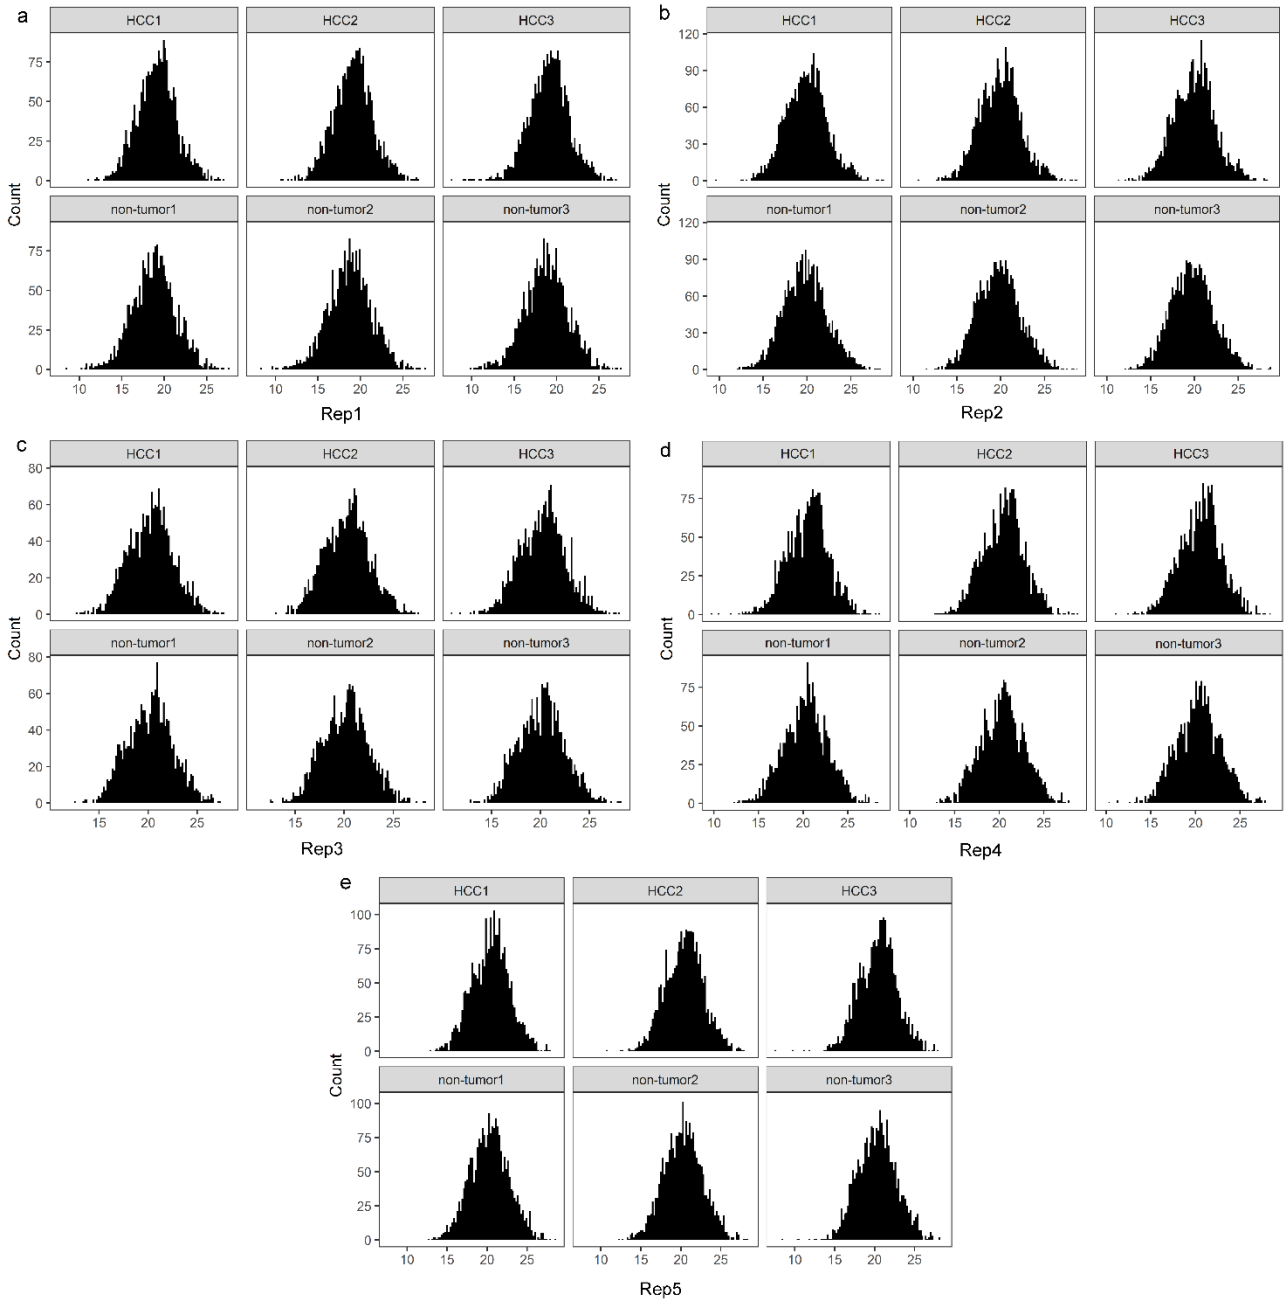 a
HCC1 HCC2 HCC3
75
50
25
0
non-tumor1 non-tumor2 non-tumor3
75
50
25
0
10 15 20 25 10 15 20 25 10 15 20 25
Count
Rep1
b
HCC1 HCC2 HCC3
120
90
60
30
0
non-tumor1 non-tumor2 non-tumor3
120
90
60
30
0
10 15 20 25 10 15 20 25 10 15 20 25
Count
Rep2
c
HCC1 HCC2 HCC3
80
60
40
20
0
non-tumor1 non-tumor2 non-tumor3
80
60
40
20
0
15 20 25 15 20 25 15 20 25
Count
Rep3
d
HCC1 HCC2 HCC3
75
50
25
0
non-tumor1 non-tumor2 non-tumor3
75
50
25
0
10 15 20 25 10 15 20 25 10 15 20 25
Count
Rep4
e
HCC1 HCC2 HCC3
100
75
50
25
0
non-tumor1 non-tumor2 non-tumor3
100
75
50
25
0
10 15 20 25 10 15 20 25 10 15 20 25
Count
Rep5